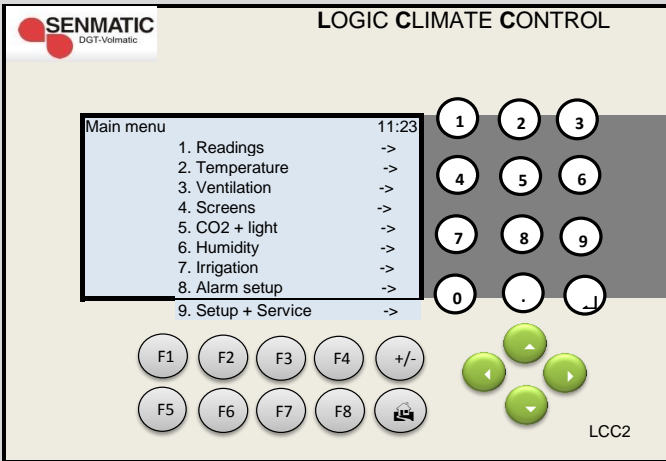 SENMATIC
DGT-Volmatic
LOGIC CLIMATE CONTROL
Main menu 11:23
1. Readings ->
2. Temperature ->
3. Ventilation ->
4. Screens ->
5. CO2 + light ->
6. Humidity ->
7. Irrigation ->
8. Alarm setup ->
9. Setup + Service ->
1 2 3
4 5 6
7 8 9
0 .
F1 F2 F3 F4 +/-
F5 F6 F7 F8
LCC2